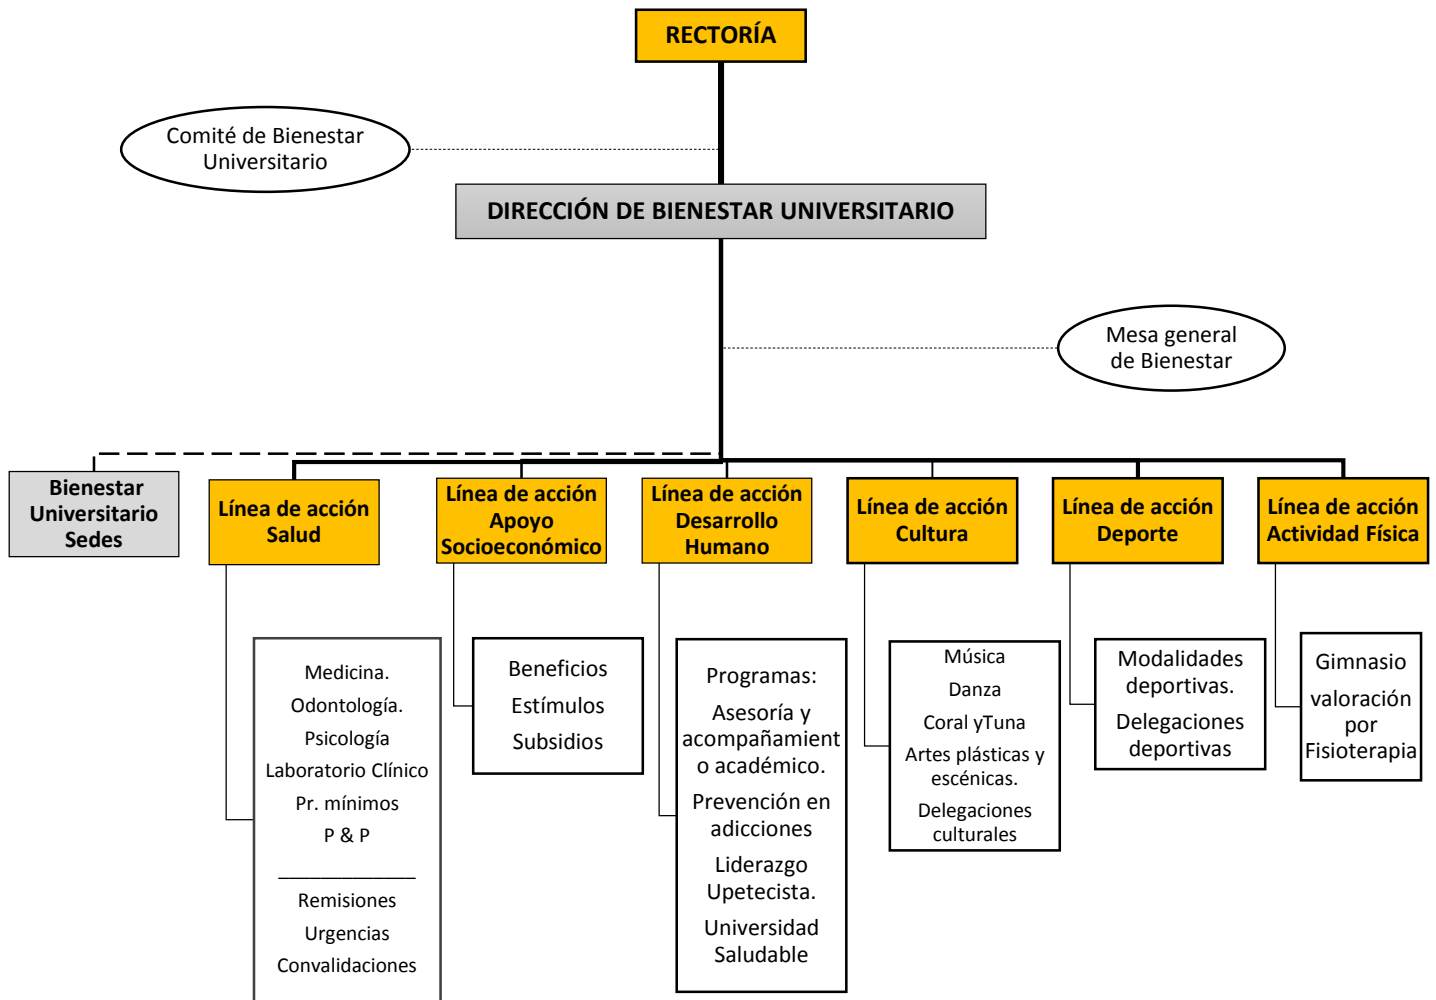 RECTORÍA
Comité de Bienestar
Universitario
DIRECCIÓN DE BIENESTAR UNIVERSITARIO
Mesa general
de Bienestar
Bienestar
Universitario
Sedes
Línea de acción
Salud
Línea de acción
Apoyo
Socioeconómico
Línea de acción
Desarrollo
Humano
Línea de acción
Cultura
Línea de acción
Deporte
Línea de acción
Actividad Física
Medicina.
Odontología.
Psicología
Laboratorio Clínico
Pr. mínimos
P & P
Remisiones
Urgencias
Convalidaciones
Beneficios
Estímulos
Subsidios
Programas:
Asesoría y
acompañamient
o académico.
Prevención en
adicciones
Liderazgo
Upetecista.
Universidad
Saludable
Música
Danza
Coral yTuna
Artes plásticas y
escénicas.
Delegaciones
culturales
Modalidades
deportivas.
Delegaciones
deportivas
Gimnasio
valoración
por
Fisioterapia